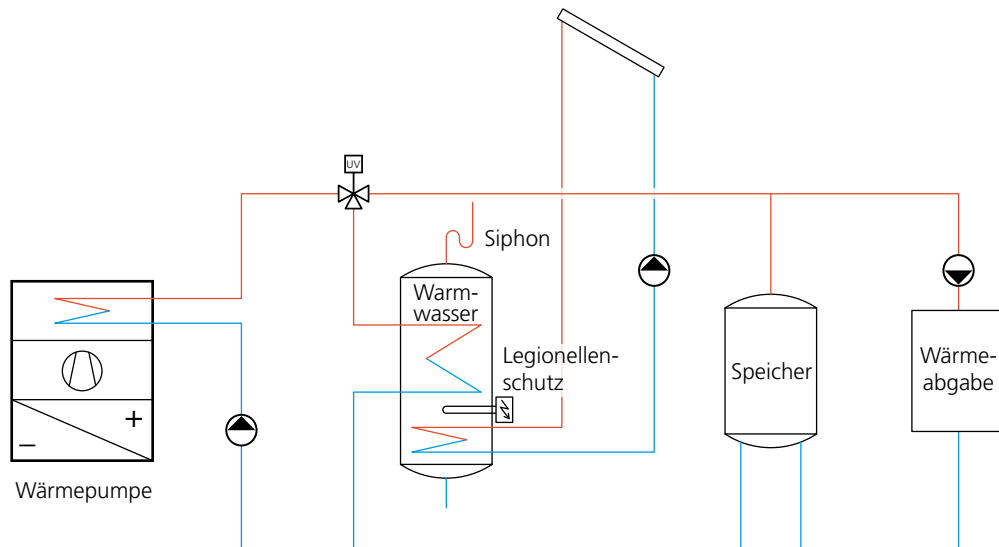 UV
Siphon
Warm-
wasser
Legionellen-
schutz
Speicher
Wärme-
abgabe
+
–
Wärmepumpe